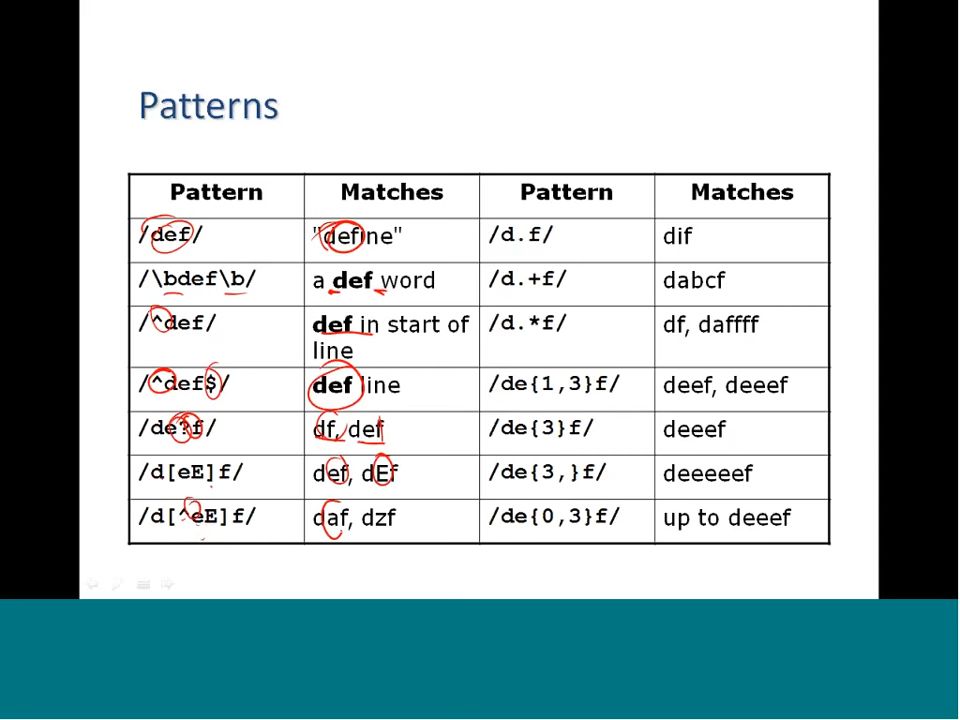 Patterns
Pattern Matches Pattern Matches
/def/ "define" /d.f/ dif
/\bdef\b/ a def word /d.+f/ dabcf
/^def/ def in start of /d.*f/ df, daffff
line
/^def$/ def line /de{1,3}f/ deef, deeef
/de?f/ df, def /de{3}f/ deeef
/d[eE]f/ def, dEf /de{3,}f/ deeeeef
/d[^eE]f/ daf, dzf /de{0,3}f/ up to deeef